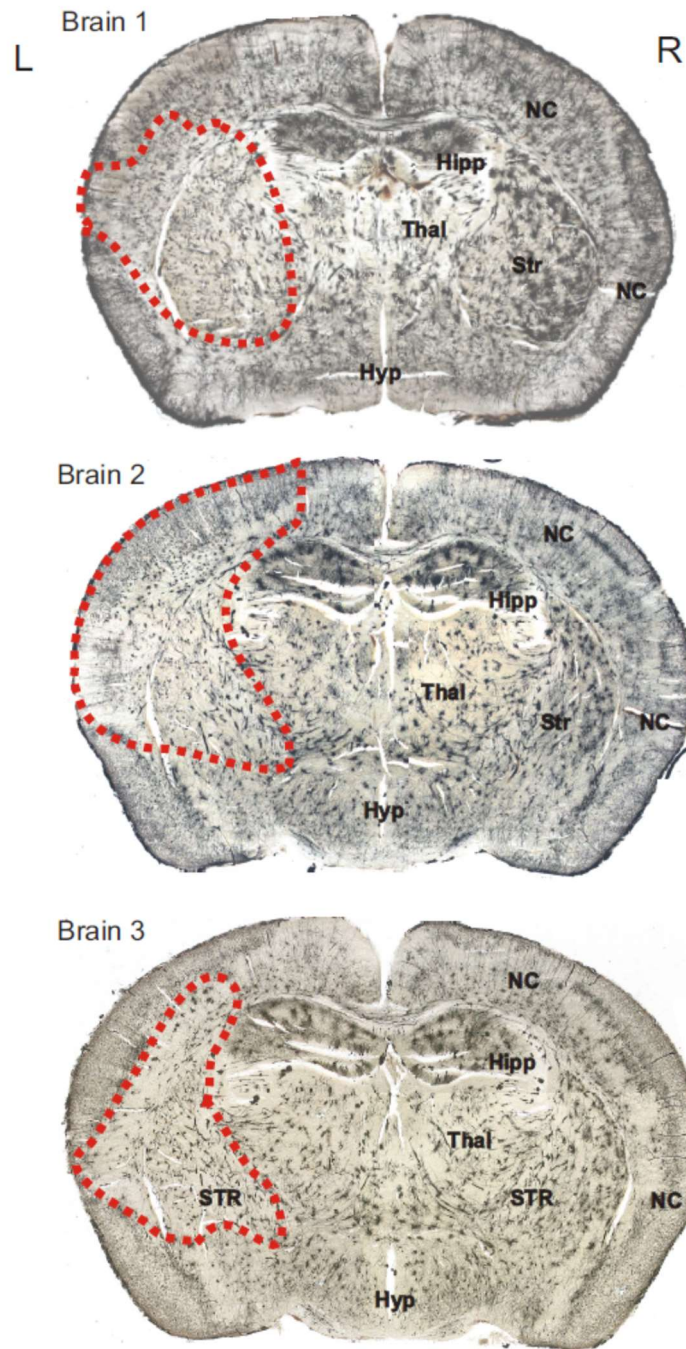 Brain 1
L
R
NC
Hipp
Thal
Str
NC
Hyp
Brain 2
NC
Hipp
Thal
Str
NC
Hyp
Brain 3
NC
Hipp
Thal
STR
STR
NC
Hyp